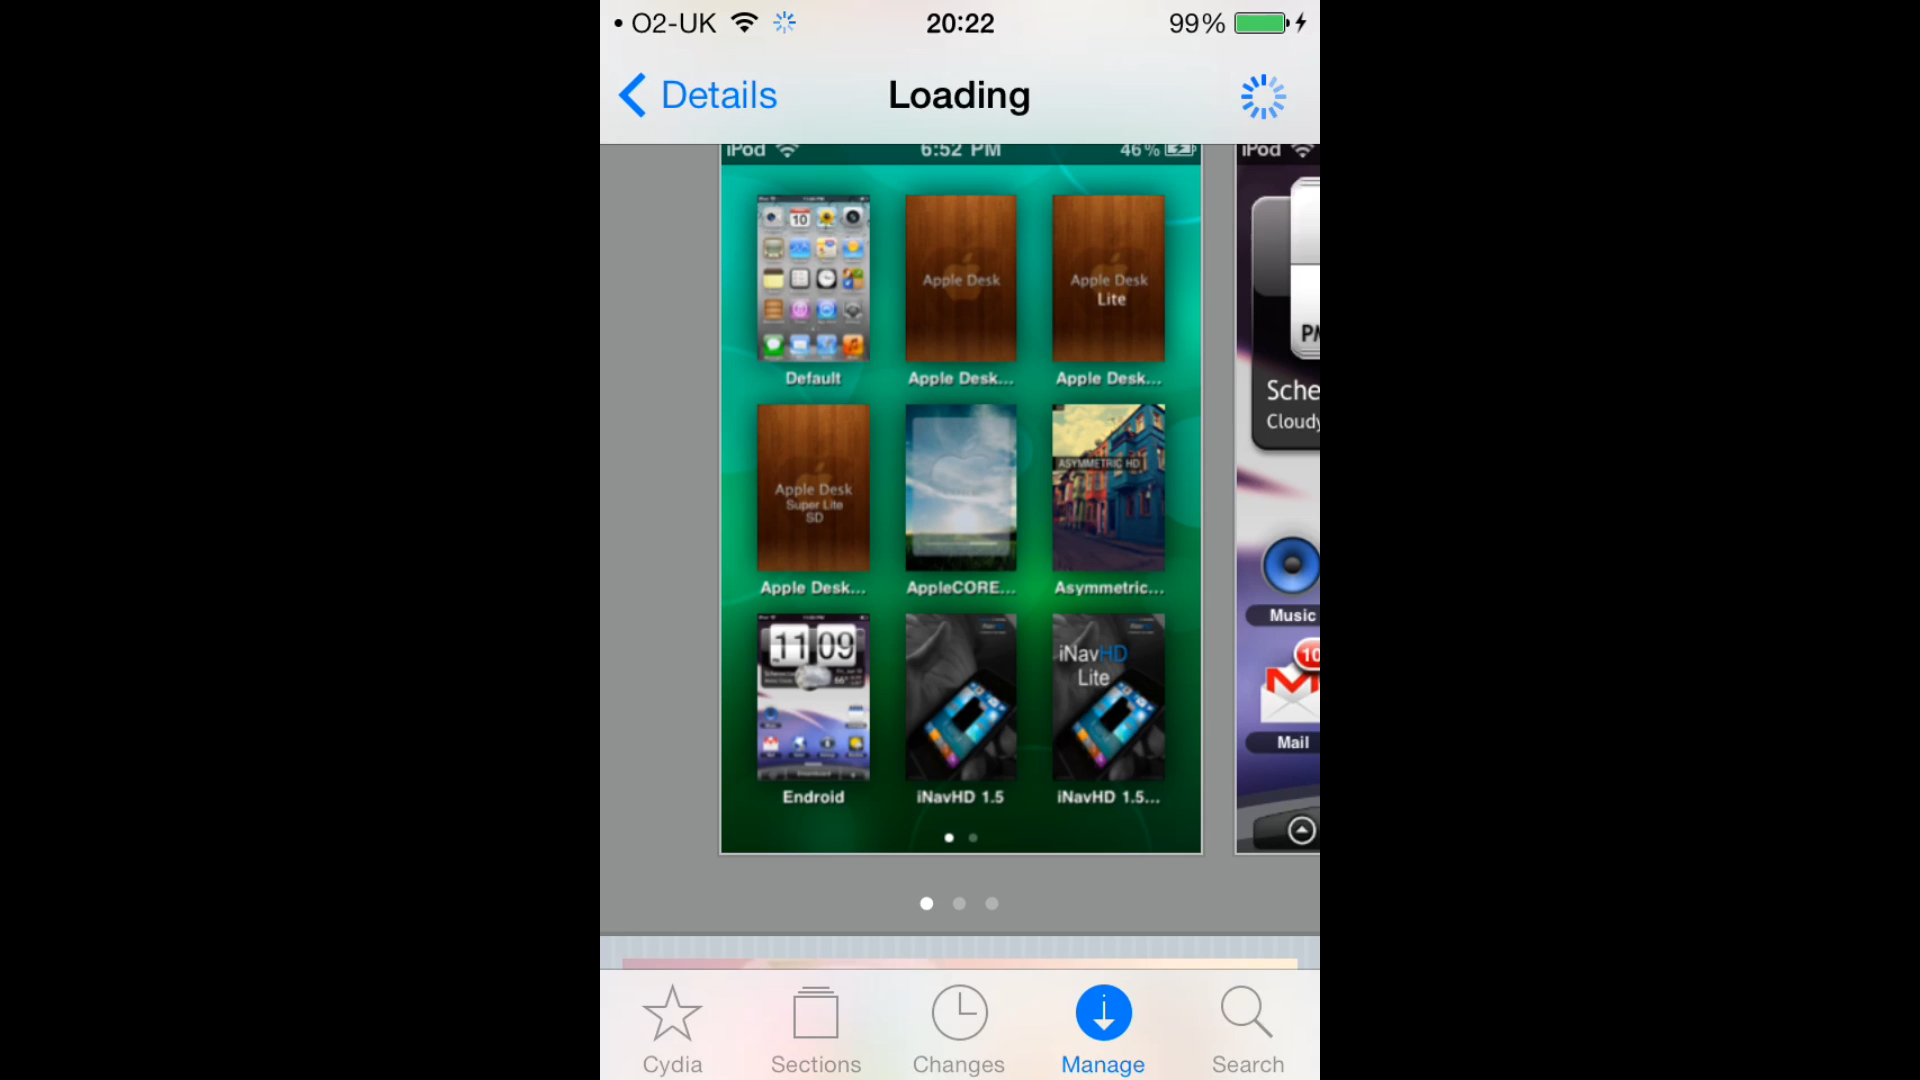 • O2-UK 20:22 99%
Details Loading
iPod 6:52 PM 46% iPod
10
Apple Desk
Apple Desk
Lite
Default Apple Desk... Apple Desk...
Apple Desk
Super Lite
SD
ASYMMETRIC HD
Apple Desk... AppleCORE... Asymmetric...
11 09
66°
iNavHD
Lite
Endroid iNavHD 1.5 iNavHD 1.5...
PM
Sche
Cloudy
Music
10
Mail
Cydia Sections Changes Manage Search